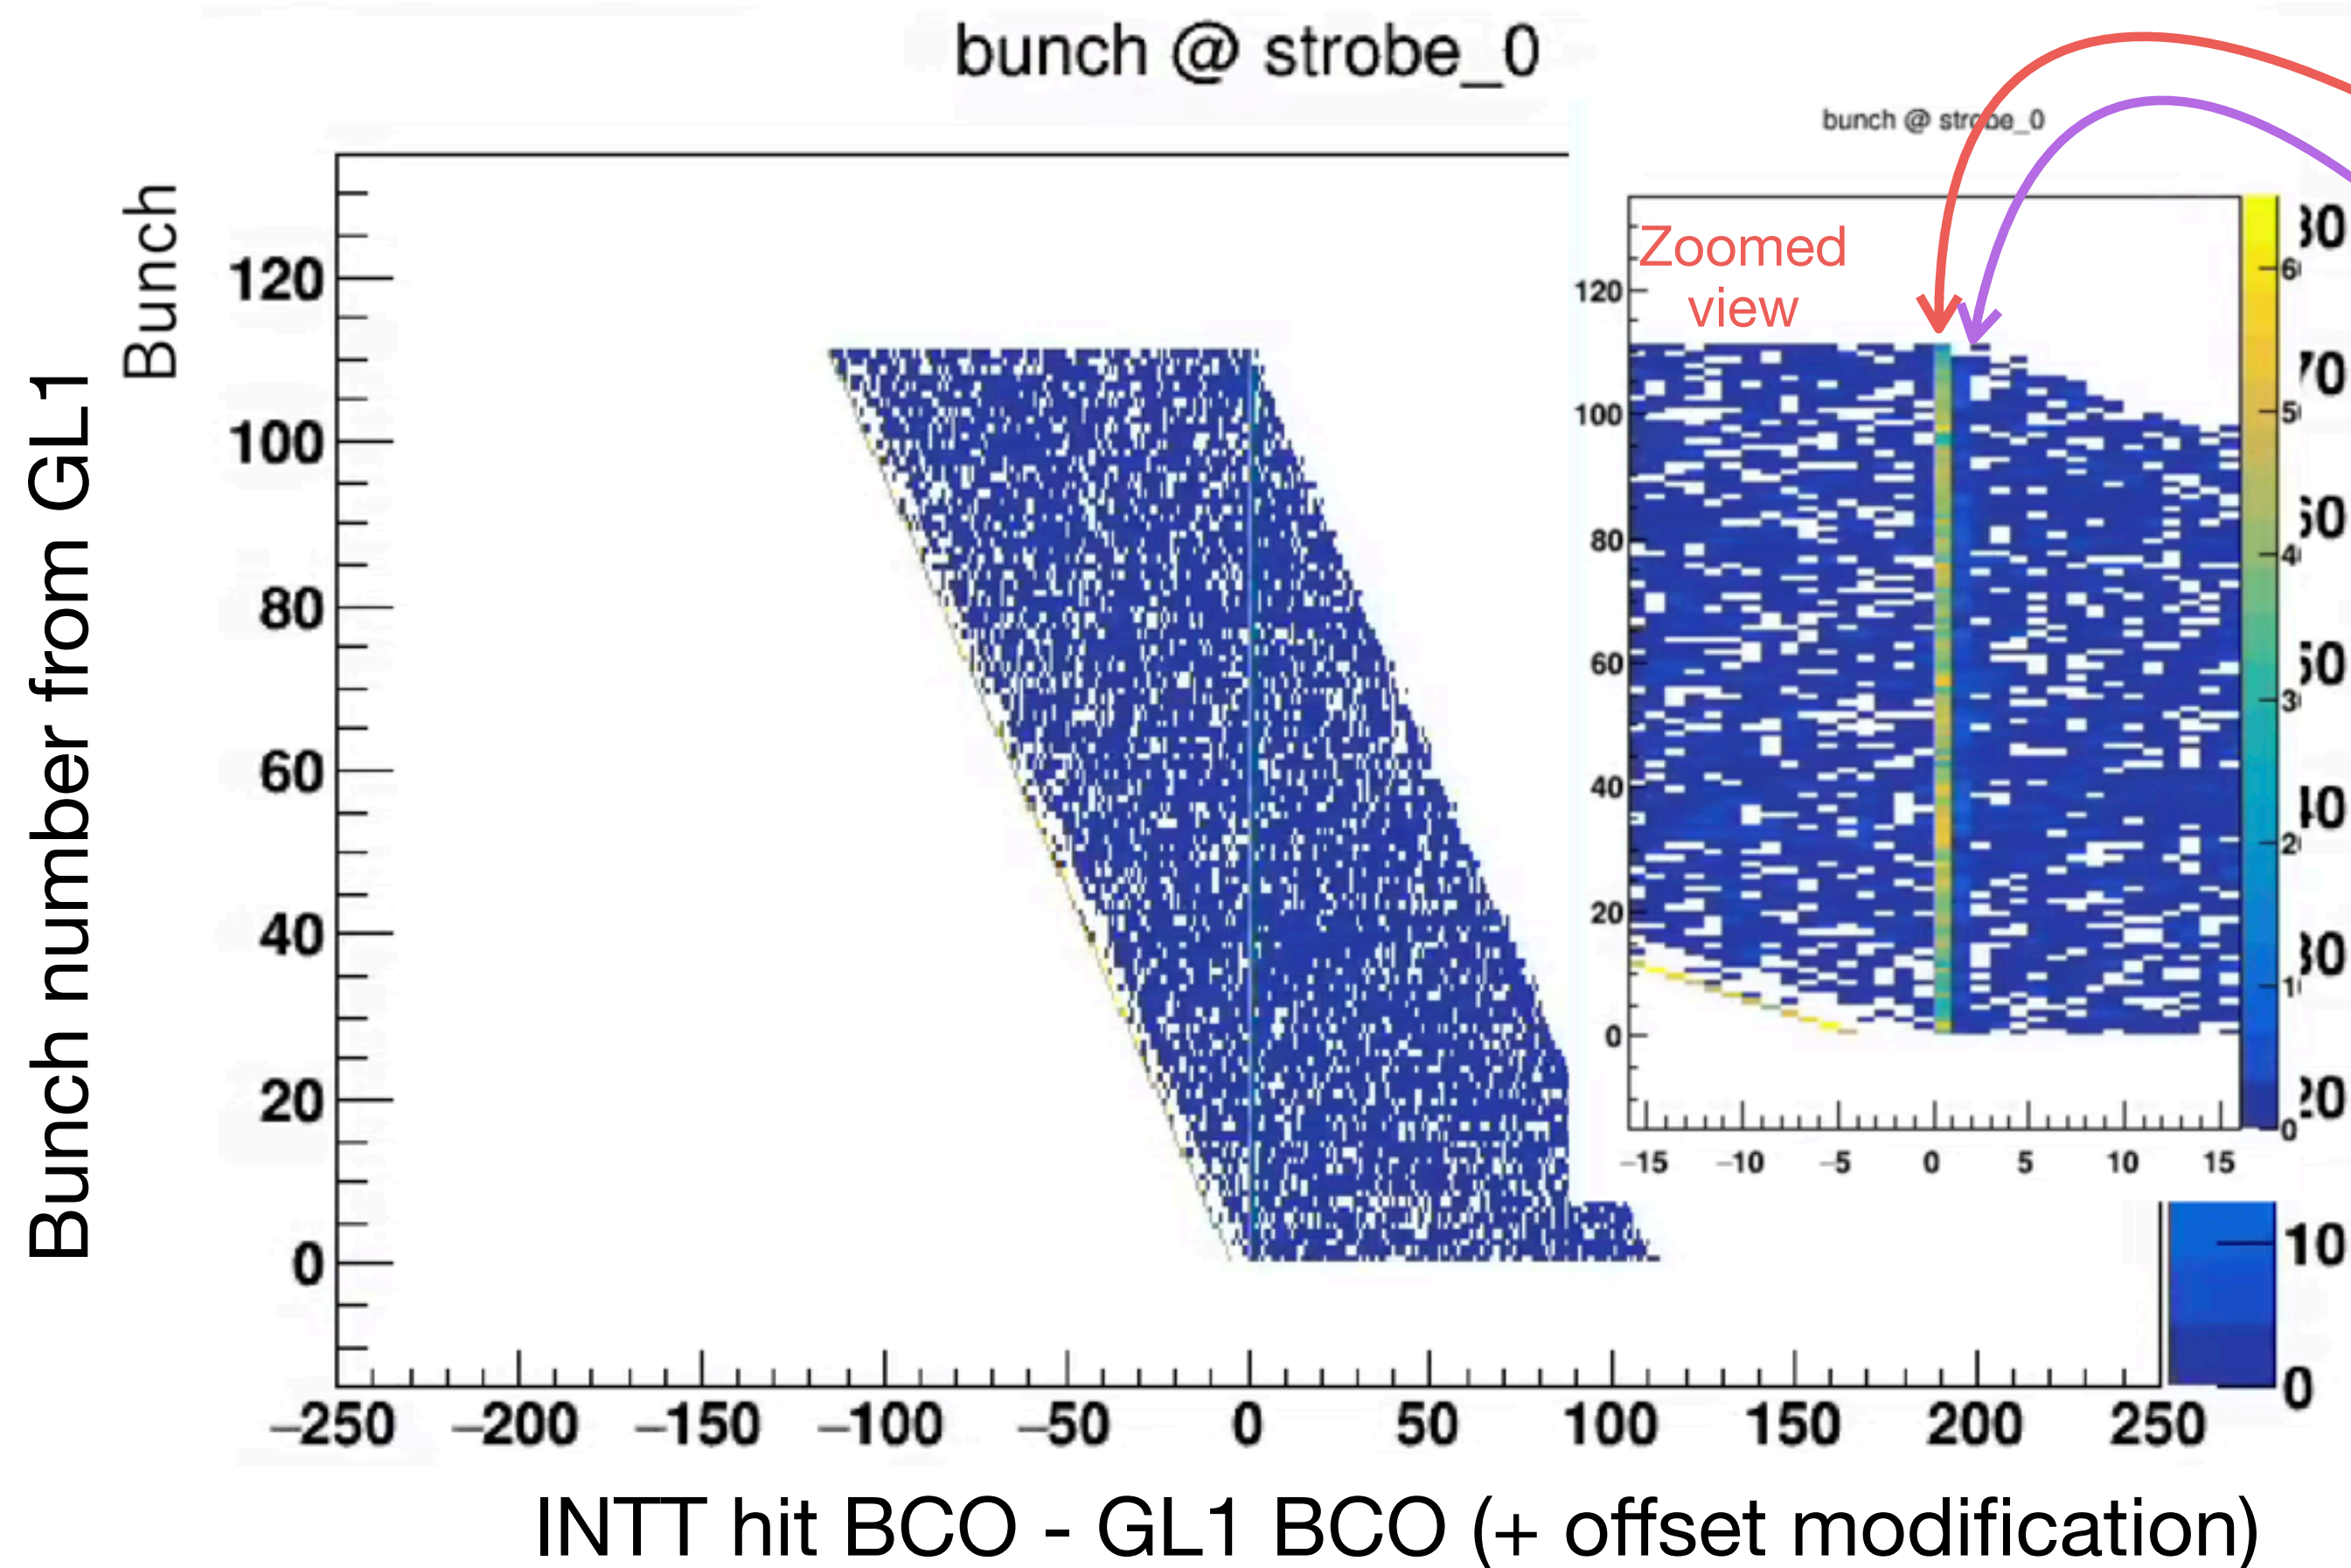 bunch @ strobe_0
Bunch number from GL1
Bunch
120
100
80
60
40
20
0
−250 −200 −150 −100 −50 0 50 100 150 200 250
INTT hit BCO - GL1 BCO (+ offset modification)
bunch @ strobe_0
Zoomed
view
120
100
80
60
40
20
0
−15 −10 −5 0 5 10 15
0
20
10
0